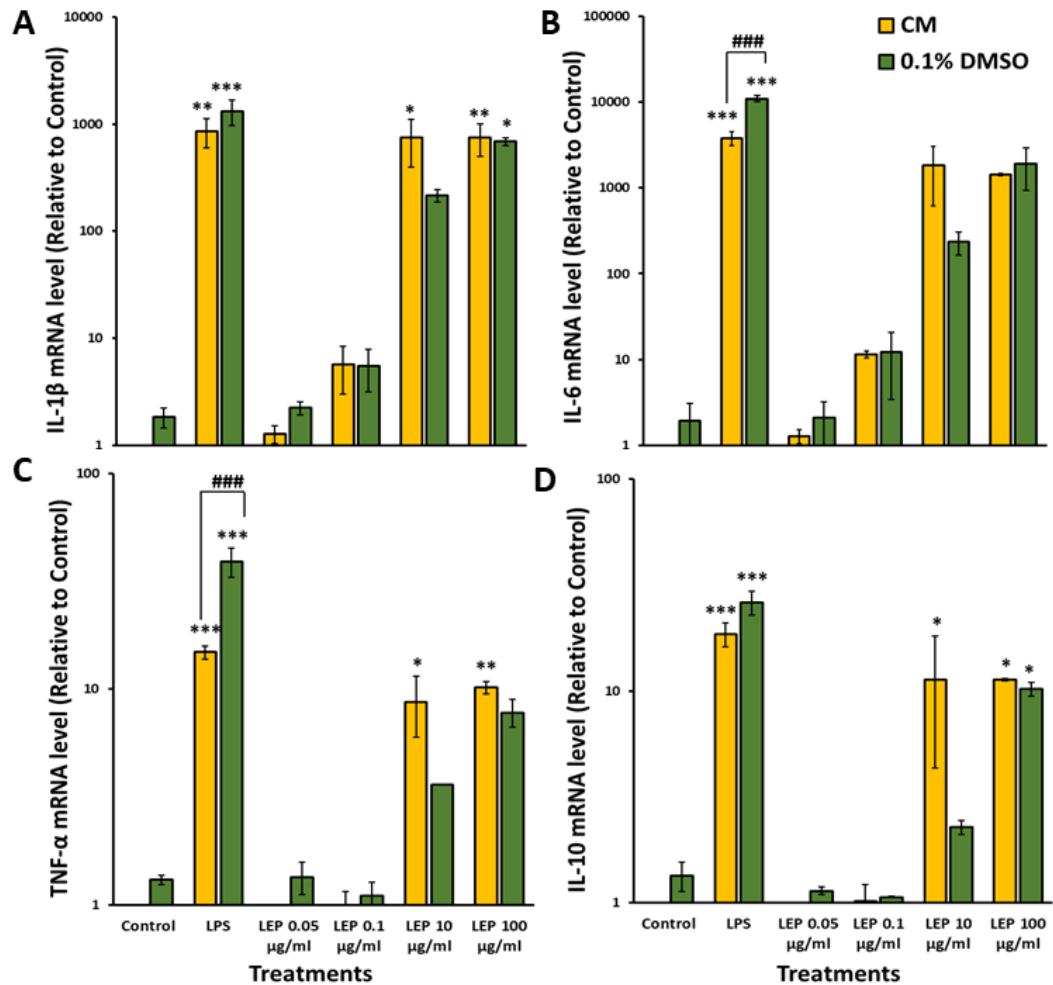 A
IL-1β mRNA level (Relative to Control)
10000
1000
100
10
1
**
***
*
**
*
B
IL-6 mRNA level (Relative to Control)
100000
10000
1000
100
10
1
###
***
***
CM
0.1% DMSO
C
TNF-α mRNA level (Relative to Control)
100
10
1
###
***
***
*
**
Control
LPS
LEP 0.05
µg/ml
LEP 0.1
µg/ml
LEP 10
µg/ml
LEP 100
µg/ml
Treatments
D
IL-10 mRNA level (Relative to Control)
100
10
1
***
***
*
*
*
Control
LPS
LEP 0.05
µg/ml
LEP 0.1
µg/ml
LEP 10
µg/ml
LEP 100
µg/ml
Treatments